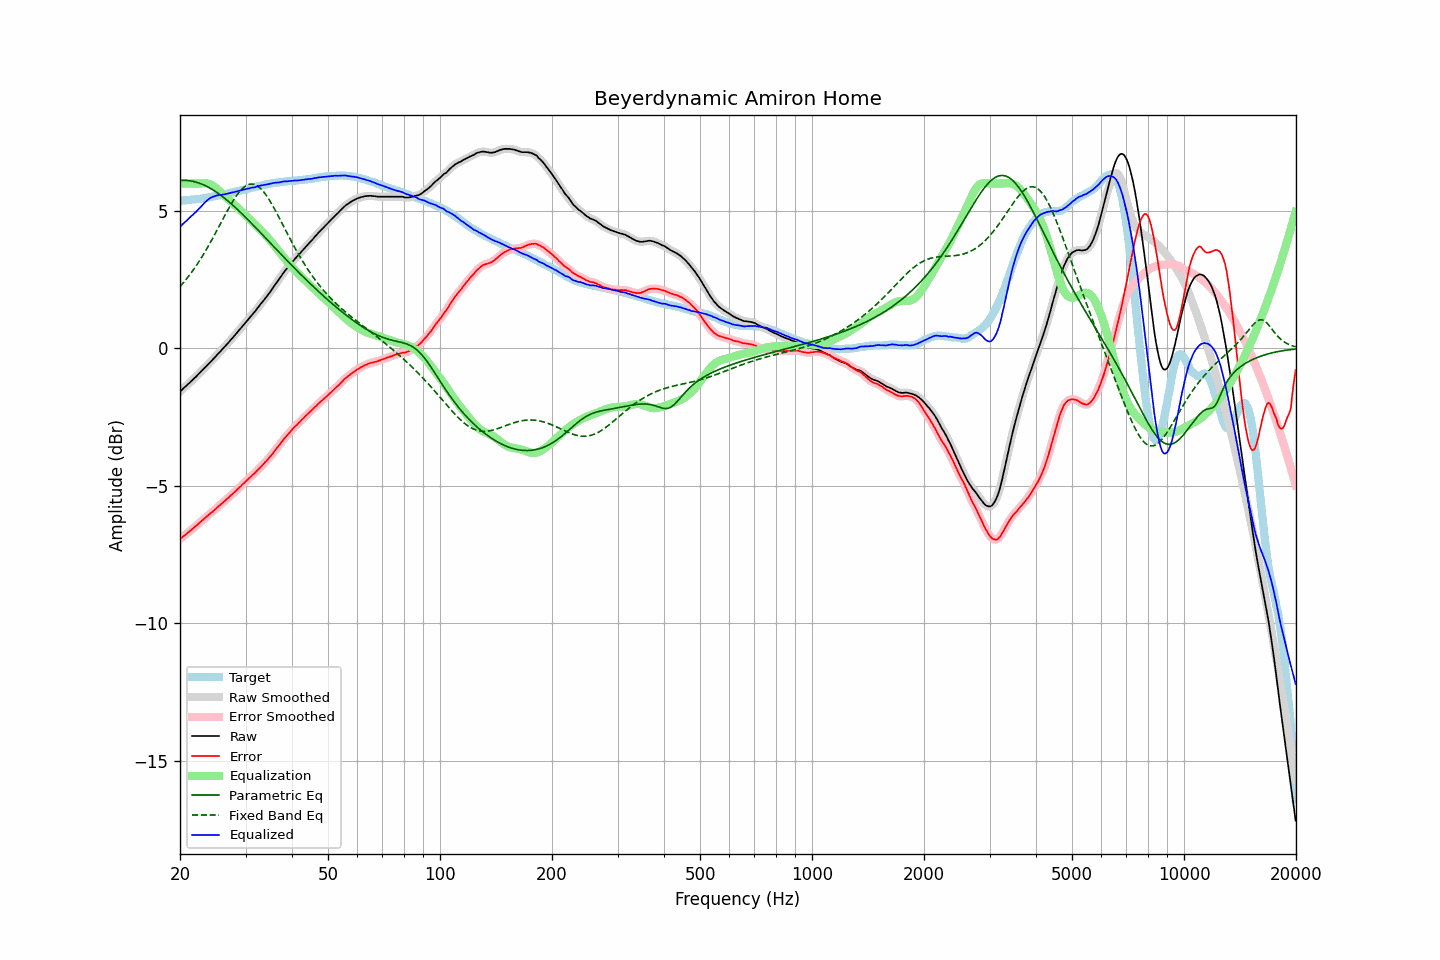 Beyerdynamic Amiron Home
Amplitude (dBr)
5
0
−5
−10
−15
Target
Raw Smoothed
Error Smoothed
Raw
Error
Equalization
Parametric Eq
Fixed Band Eq
Equalized
20 50 100 200 500 1000 2000 5000 10000 20000
Frequency (Hz)